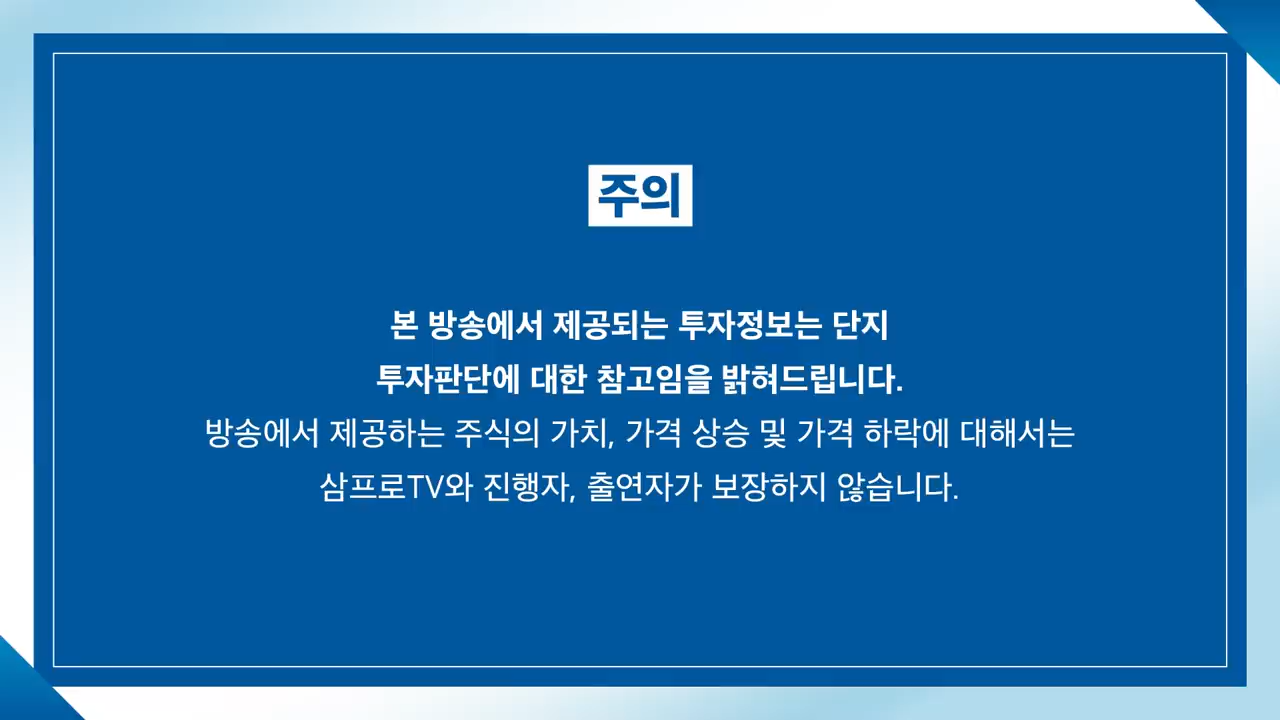 주의
본 방송에서 제공되는 투자정보는 단지
투자판단에 대한 참고임을 밝혀드립니다.
방송에서 제공하는 주식의 가치, 가격 상승 및 가격 하락에 대해서는
삼프로TV와 진행자, 출연자가 보장하지 않습니다.